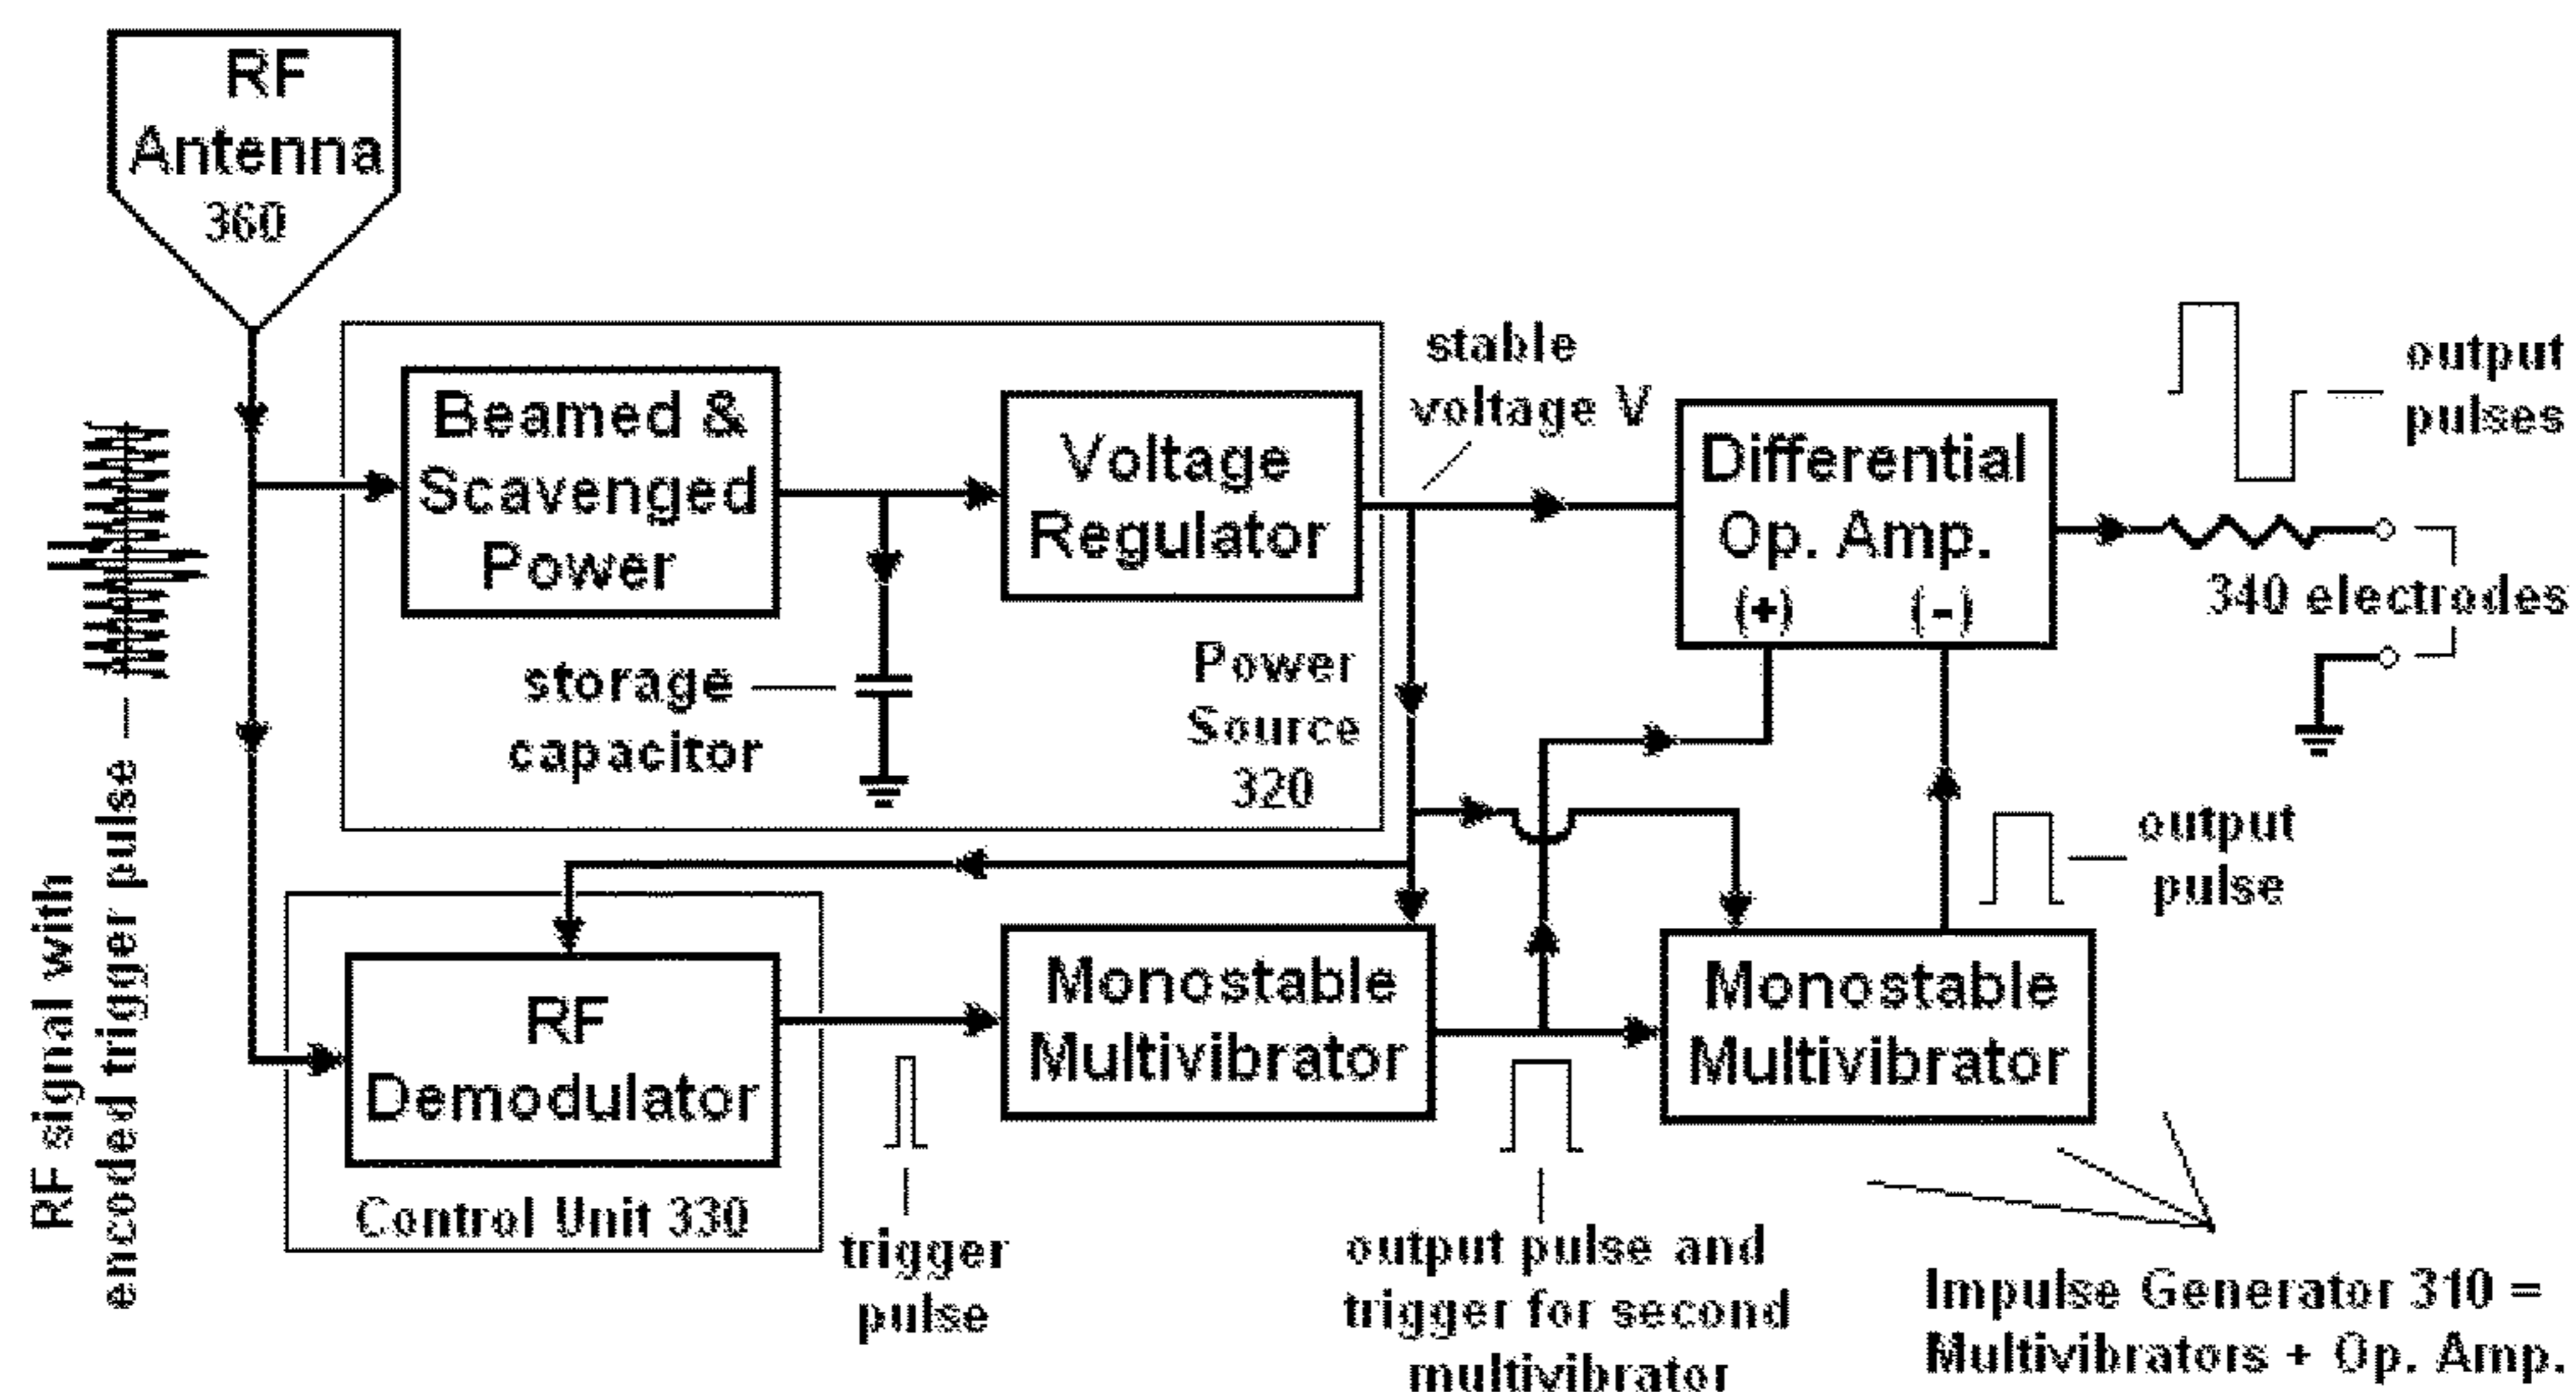 RF
Antenna
360
RF signal with
encoded trigger pulse
Beamed &
Scavenged
Power
storage
capacitor
Voltage
Regulator
Power
Source
320
stable
voltage V
Differential
Op. Amp.
(+) (-)
output
pulses
340 electrodes
output
pulse
RF
Demodulator
Control Unit 330
trigger
pulse
Monostable
Multivibrator
output pulse and
trigger for second
multivibrator
Monostable
Multivibrator
Impulse Generator 310 =
Multivibrators + Op. Amp.